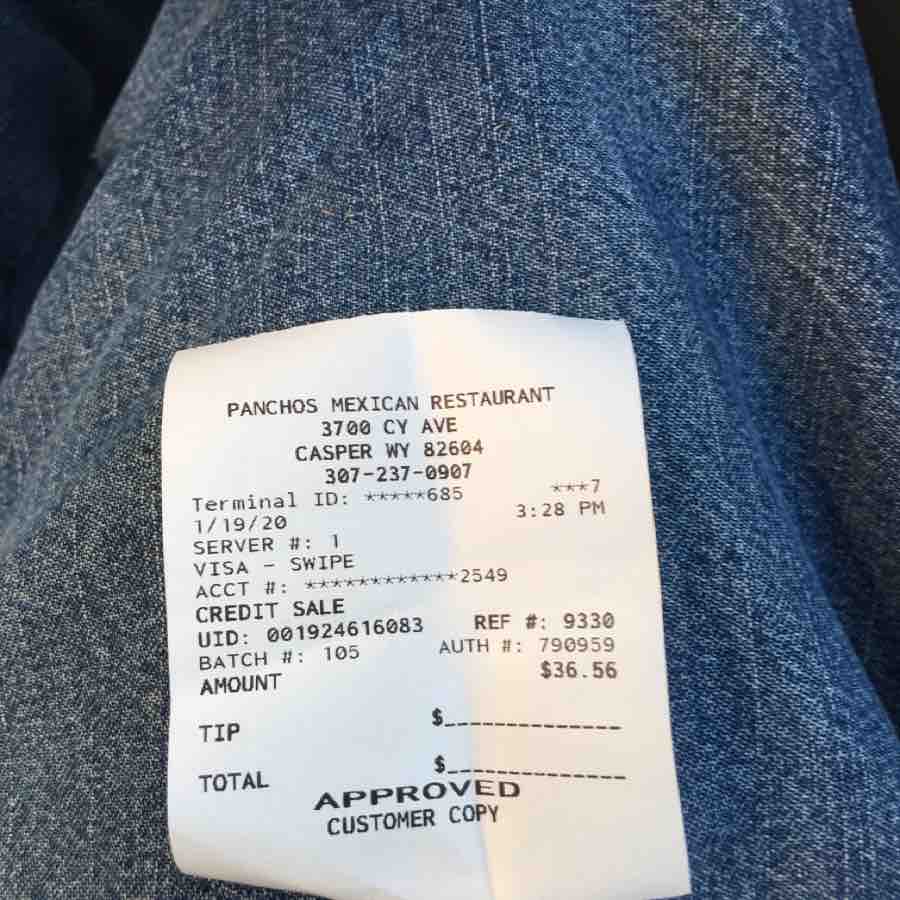 PANCHOS MEXICAN RESTAURANT
3700 CY AVE
CASPER WY 82604
307-237-0907
Terminal ID: *****685 ***7
1/19/20 3:28 PM
SERVER #: 1
VISA - SWIPE
ACCT #: ************2549
CREDIT SALE
UID: 001924616083 REF #: 9330
BATCH #: 105 AUTH #: 790959
AMOUNT $36.56
TIP $______________
TOTAL $______________
APPROVED
CUSTOMER COPY